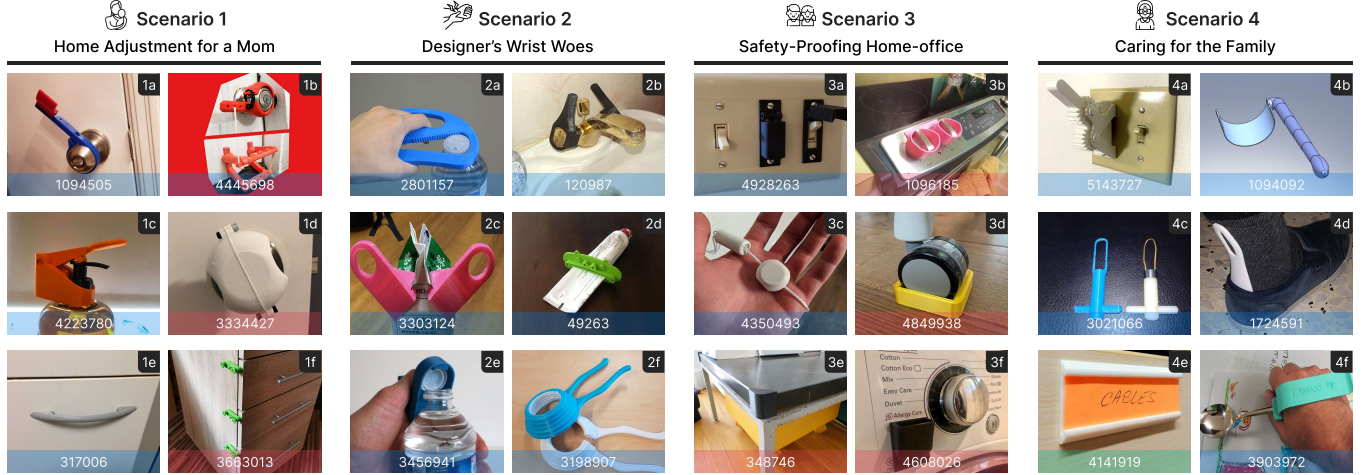 Scenario 1
Home Adjustment for a Mom
Scenario 2
Designer's Wrist Woes
Scenario 3
Safety-Proofing Home-office
Scenario 4
Caring for the Family
1a
1094505
1b
4445698
2a
2801157
2b
120987
3a
4928263
3b
1096185
4a
5143727
4b
1094092
1c
4223780
1d
3334427
2c
3303124
2d
49263
3c
4350493
3d
4849938
4c
3021066
4d
1724591
1e
317006
1f
3663013
2e
3456941
2f
3198907
3e
348746
3f
Cotton
Cotton Eco
Mix
Easy Care
Duvet
Allergy Care
4608026
4e
CABLES
4141919
4f
3903972